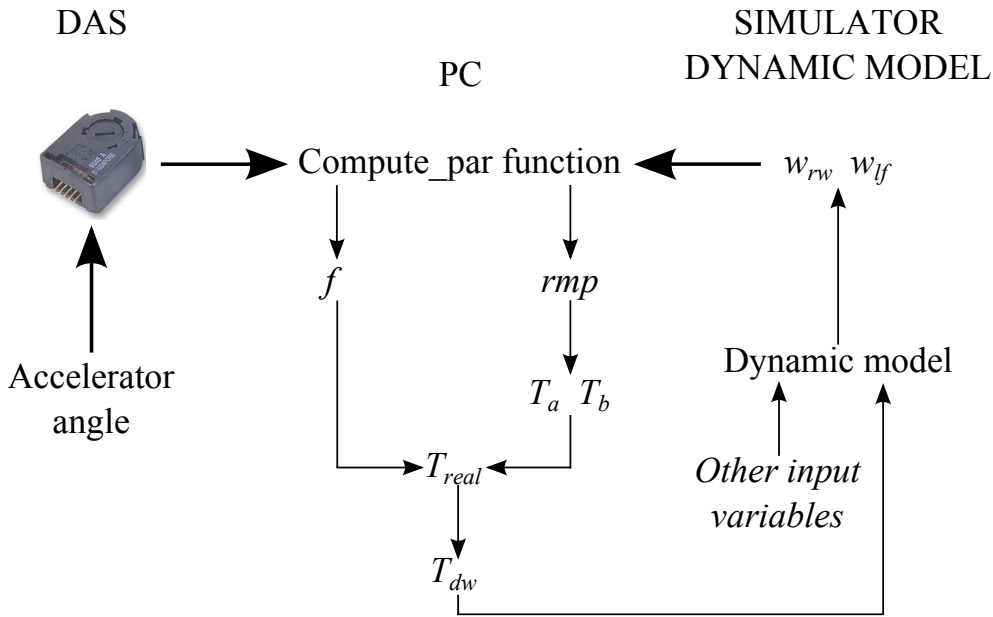 DAS
PC
SIMULATOR
DYNAMIC MODEL
Compute_par function
w_rw w_lf
f
rmp
Accelerator
angle
Dynamic model
T_a T_b
T_real
Other input
variables
T_dw